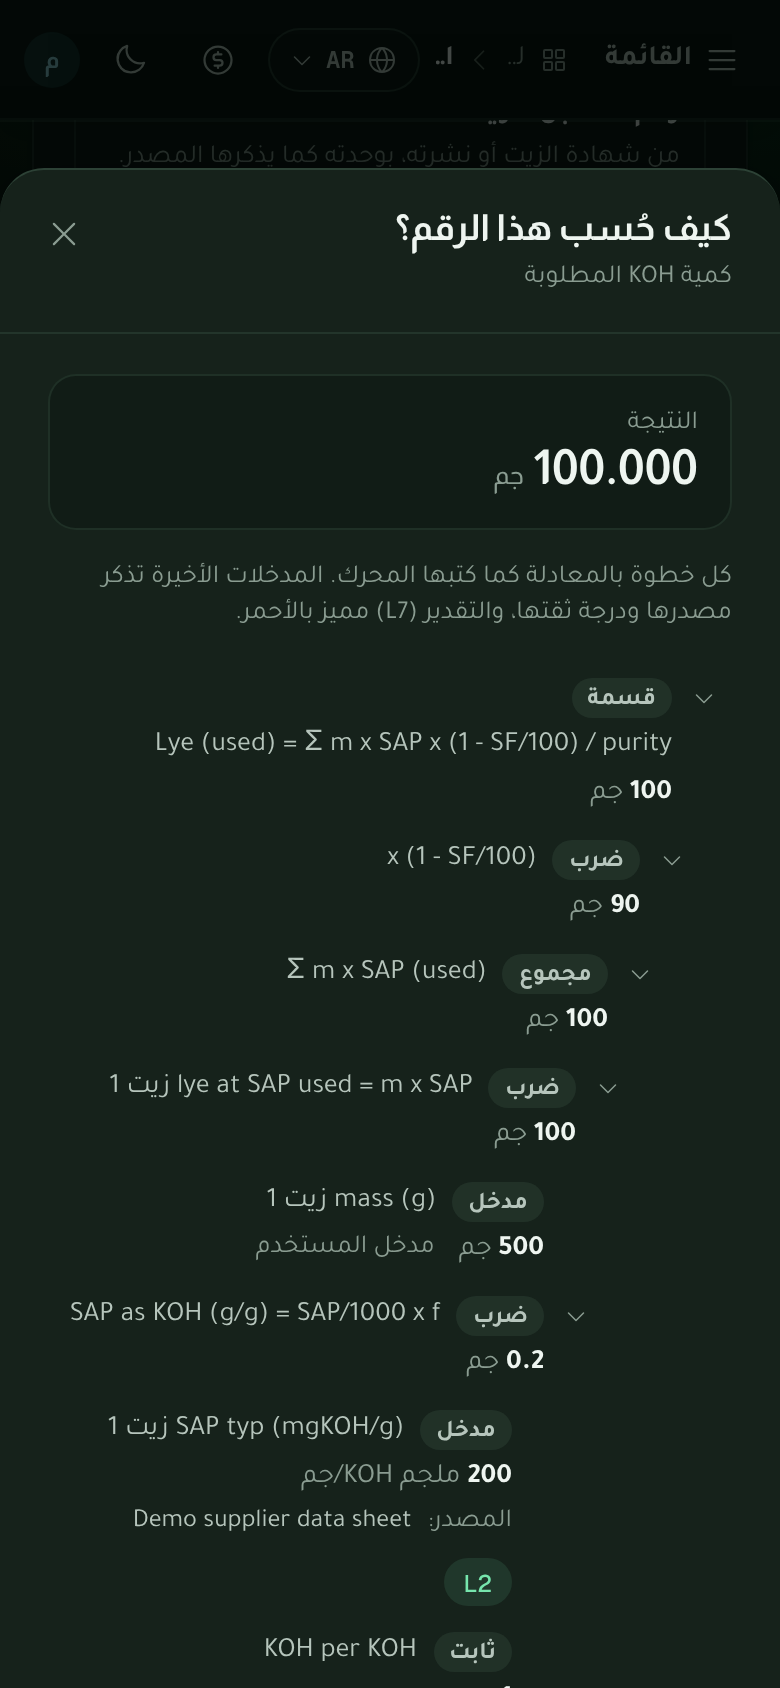 القائمة
لـ..
ا..
AR
م
من شهادة الزيت أو نشرته، بوحدته كما يذكرها المصدر.
كيف حُسب هذا الرقم؟
كمية KOH المطلوبة
النتيجة
100.000 جم
كل خطوة بالمعادلة كما كتبها المحرك. المدخلات الأخيرة تذكر
مصدرها ودرجة ثقتها، والتقدير (L7) مميز بالأحمر.
قسمة
Lye (used) = Σ m x SAP x (1 - SF/100) / purity
100 جم
ضرب x (1 - SF/100)
90 جم
مجموع Σ m x SAP (used)
100 جم
ضرب lye at SAP used = m x SAP زيت 1
100 جم
مدخل mass (g) زيت 1
500 جم مدخل المستخدم
ضرب SAP as KOH (g/g) = SAP/1000 x f
0.2 جم
مدخل SAP typ (mgKOH/g) زيت 1
200 ملجم KOH/جم
المصدر: Demo supplier data sheet
L2
ثابت KOH per KOH